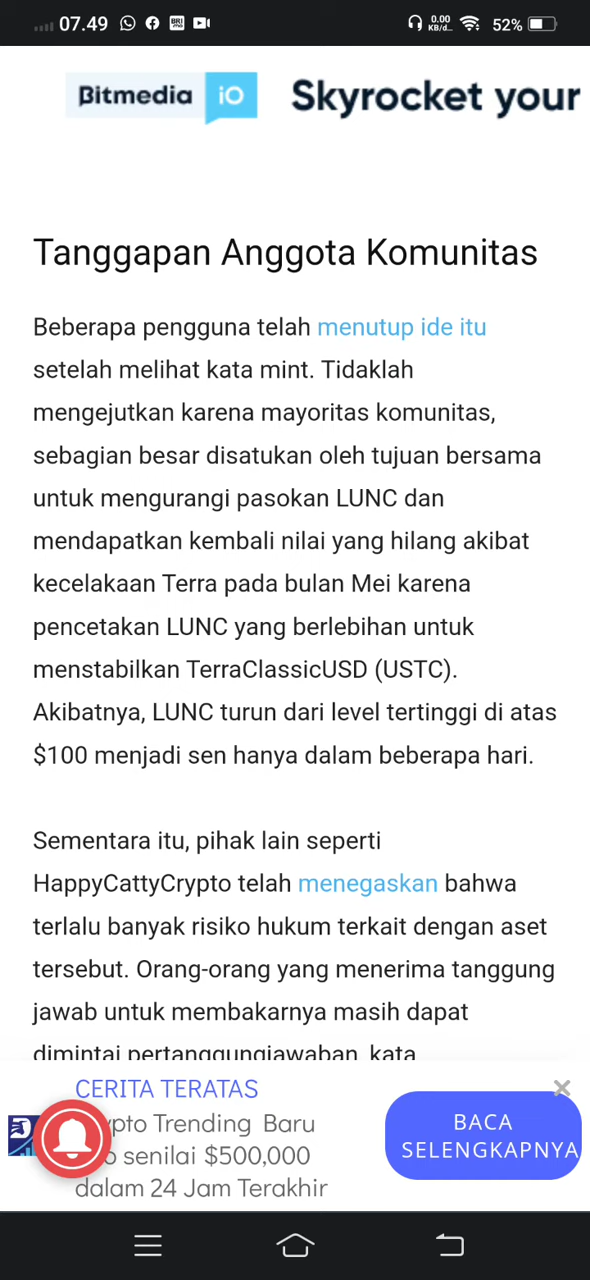 07.49
0.00
KB/d...
52%
Bitmedia iO Skyrocket your
Tanggapan Anggota Komunitas
Beberapa pengguna telah menutup ide itu
setelah melihat kata mint. Tidaklah
mengejutkan karena mayoritas komunitas,
sebagian besar disatukan oleh tujuan bersama
untuk mengurangi pasokan LUNC dan
mendapatkan kembali nilai yang hilang akibat
kecelakaan Terra pada bulan Mei karena
pencetakan LUNC yang berlebihan untuk
menstabilkan TerraClassicUSD (USTC).
Akibatnya, LUNC turun dari level tertinggi di atas
$100 menjadi sen hanya dalam beberapa hari.
Sementara itu, pihak lain seperti
HappyCattyCrypto telah menegaskan bahwa
terlalu banyak risiko hukum terkait dengan aset
tersebut. Orang-orang yang menerima tanggung
jawab untuk membakarnya masih dapat
dimintai pertanggungjawaban, kata
CERITA TERATAS
pto Trending Baru
senilai $500,000
dalam 24 Jam Terakhir
BACA
SELENGKAPNYA